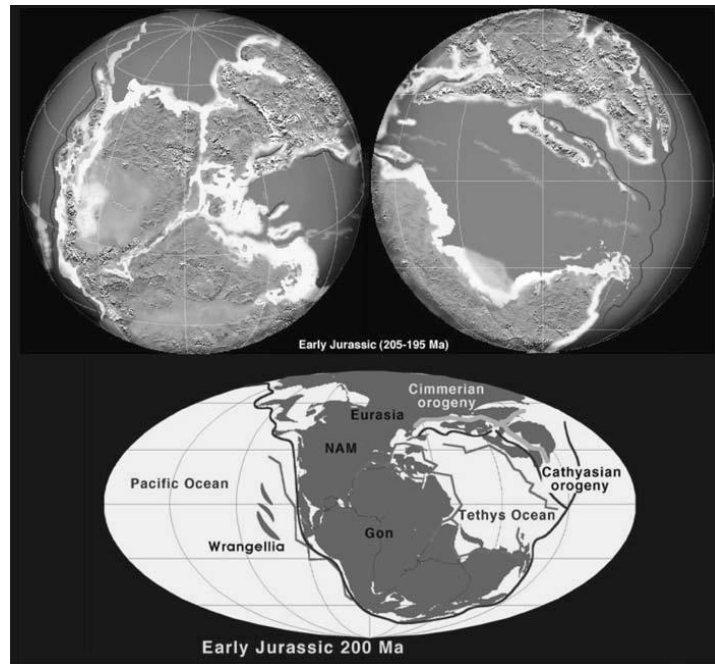 Early Jurassic (205-195 Ma)
Cimmerian
orogeny
Eurasia
NAM
Cathyasian
orogeny
Pacific Ocean
Tethys Ocean
Gon
Wrangellia
Early Jurassic 200 Ma